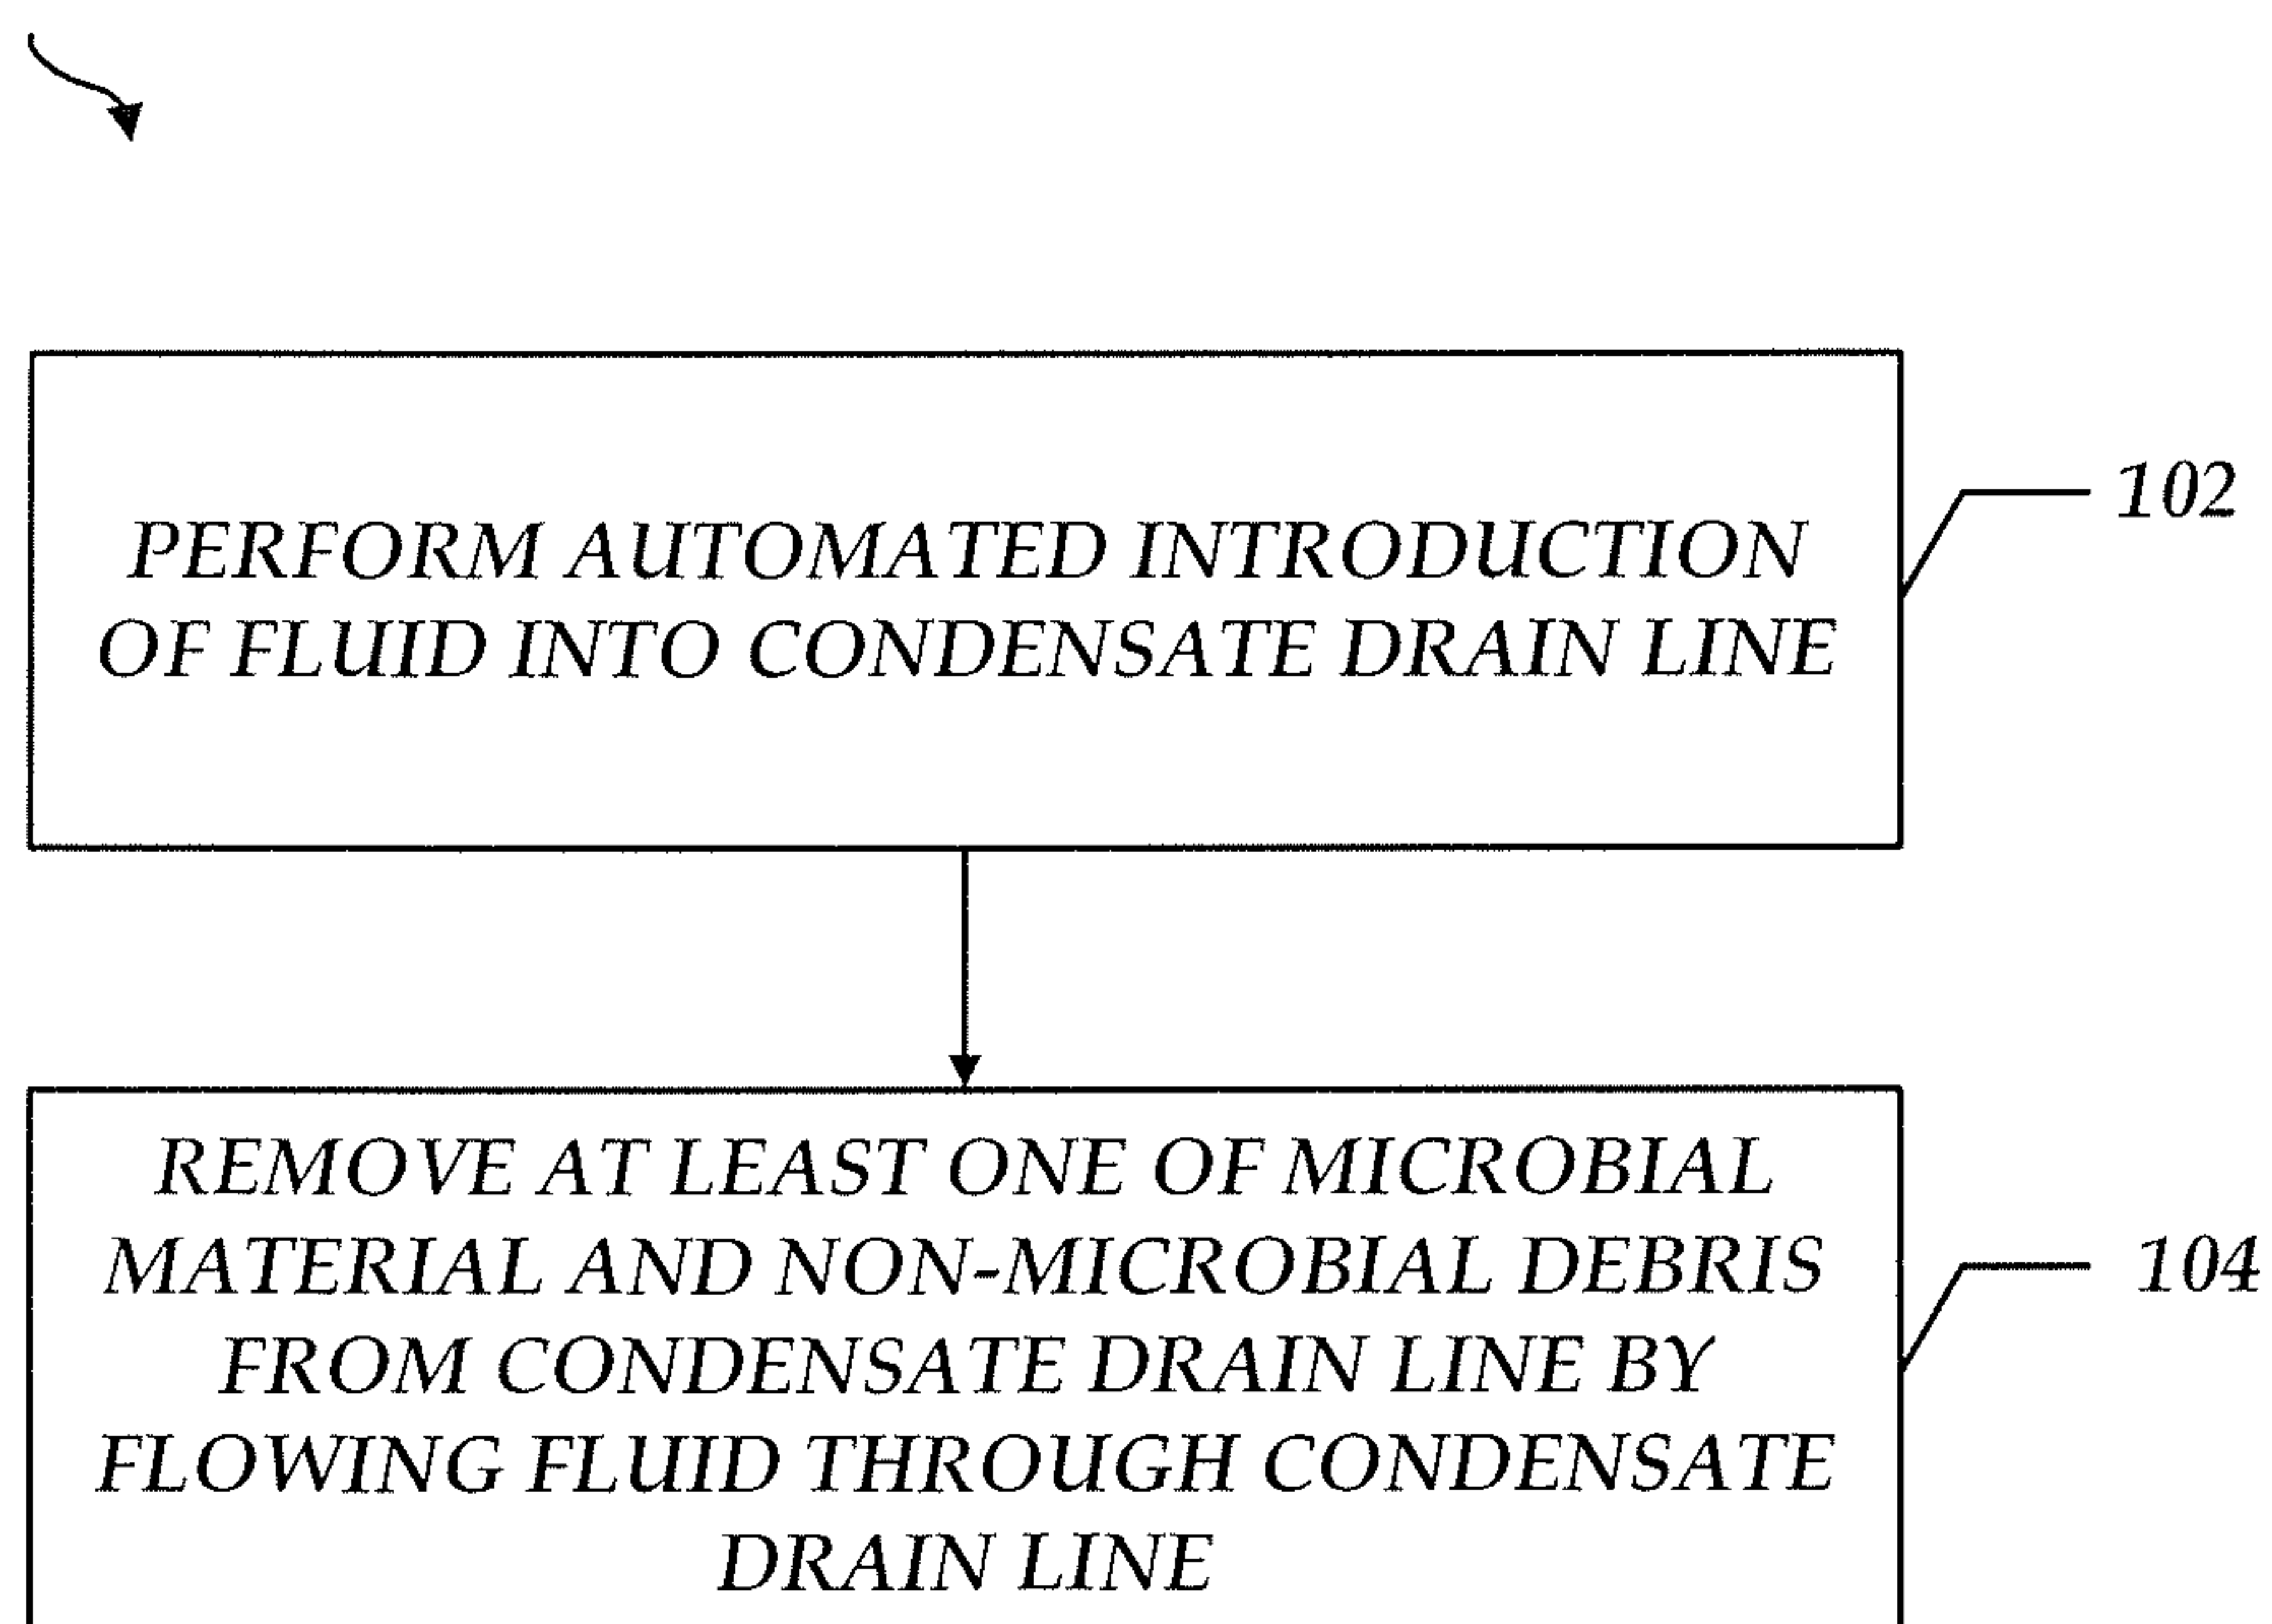 PERFORM AUTOMATED INTRODUCTION
OF FLUID INTO CONDENSATE DRAIN LINE
102
REMOVE AT LEAST ONE OF MICROBIAL
MATERIAL AND NON-MICROBIAL DEBRIS
FROM CONDENSATE DRAIN LINE BY
FLOWING FLUID THROUGH CONDENSATE
DRAIN LINE
104